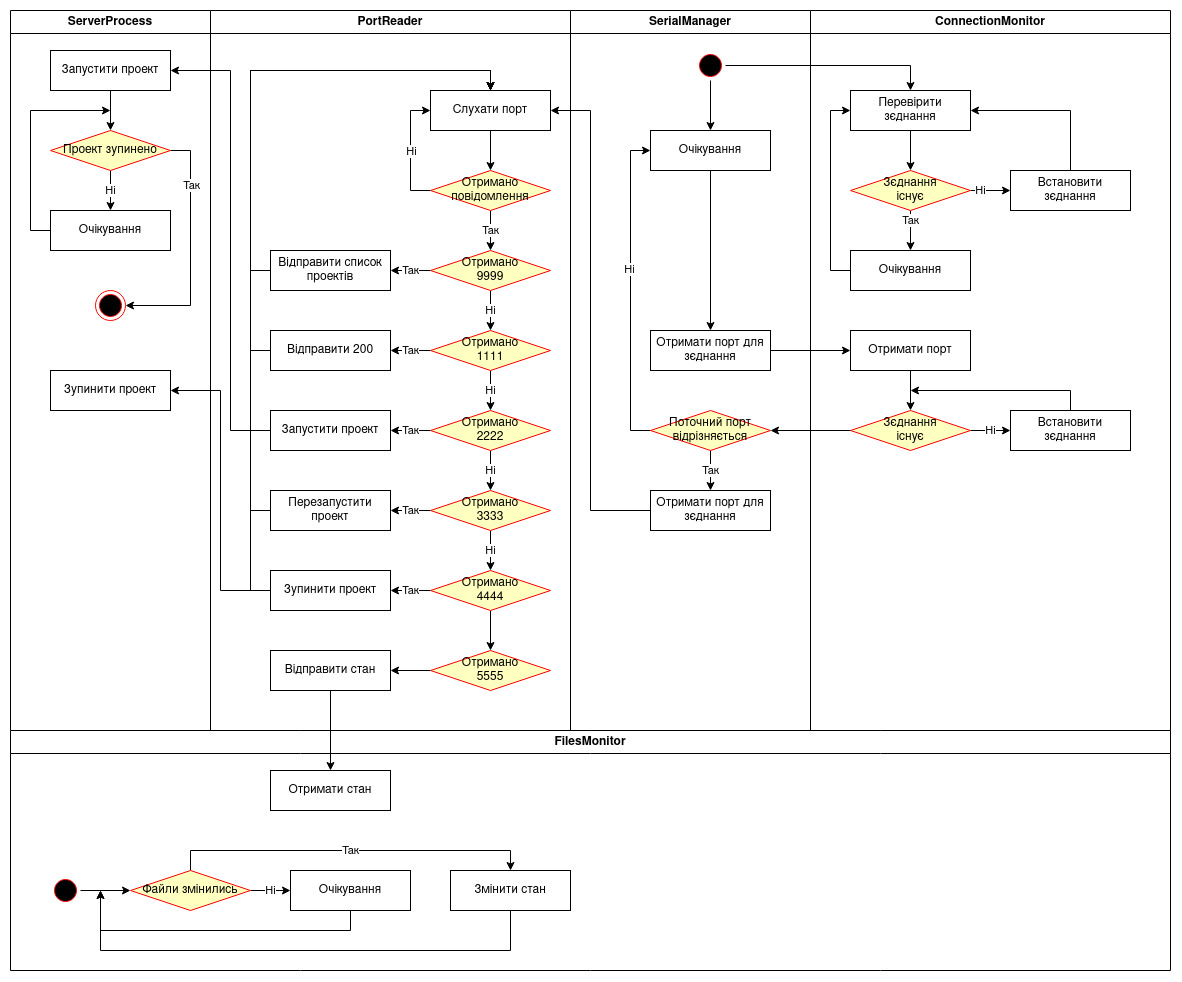 ServerProcess
PortReader
SerialManager
ConnectionMonitor
Запустити проект
Проект зупинено
Так
Ні
Очікування
Зупинити проект
Слухати порт
Ні
Отримано
повідомлення
Так
Отримано
9999
Так
Відправити список
проектів
Ні
Отримано
1111
Так
Відправити 200
Ні
Отримано
2222
Так
Запустити проект
Ні
Отримано
3333
Так
Перезапустити
проект
Ні
Отримано
4444
Так
Зупинити проект
Отримано
5555
Відправити стан
Очікування
Ні
Отримати порт для
зєднання
Поточний порт
відрізняється
Так
Отримати порт для
зєднання
Перевірити
зєднання
Зєднання
існує
Ні
Встановити
зєднання
Так
Очікування
Отримати порт
Зєднання
існує
Ні
Встановити
зєднання
FilesMonitor
Отримати стан
Так
Файли змінились
Ні
Очікування
Змінити стан